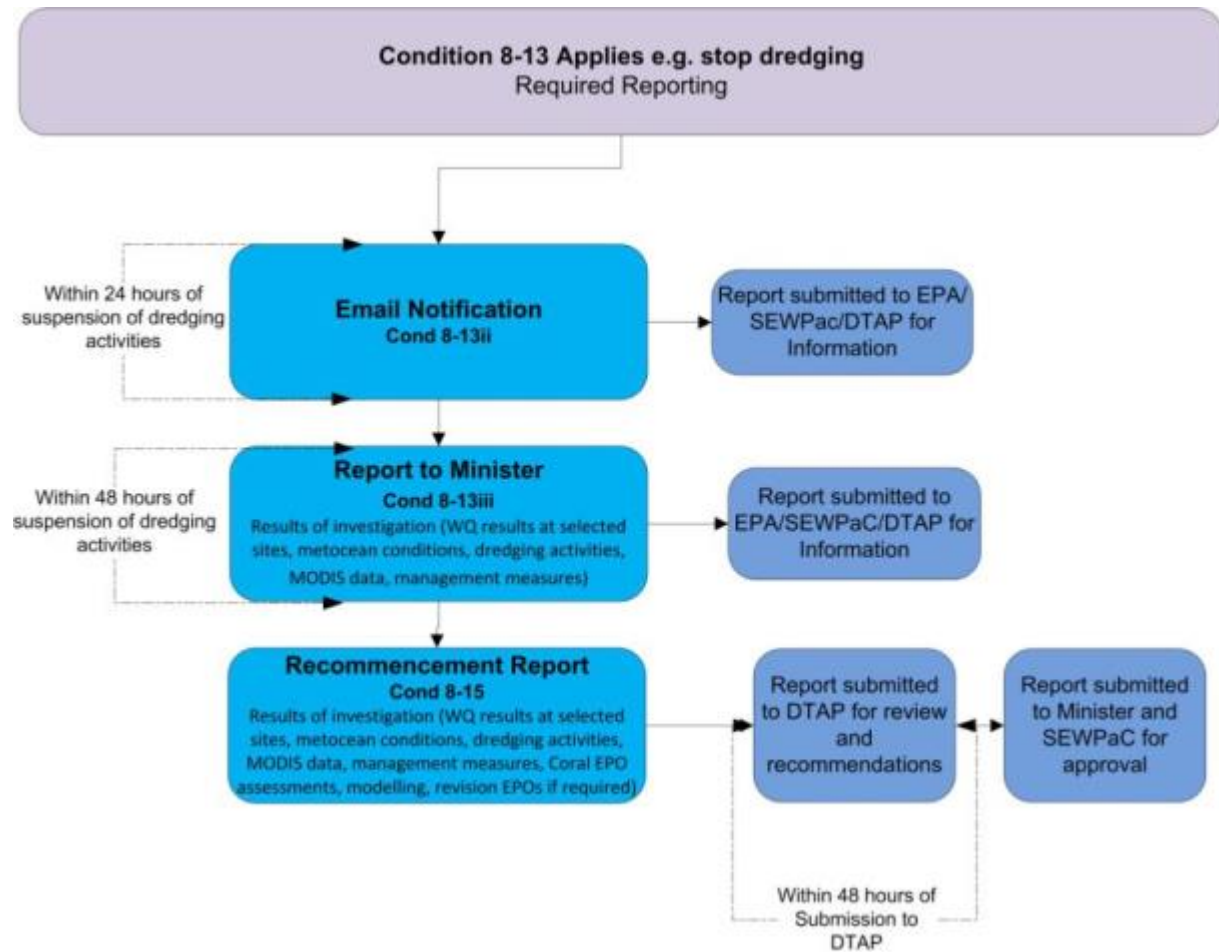 Condition 8-13 Applies e.g. stop dredging
Required Reporting
Within 24 hours of
suspension of dredging
activities
Email Notification
Cond 8-13ii
Report submitted to EPA/
SEWPac/DTAP for
Information
Within 48 hours of
suspension of dredging
activities
Report to Minister
Cond 8-13iii
Results of investigation (WQ results at selected
sites, metocean conditions, dredging activities,
MODIS data, management measures)
Report submitted to
EPA/SEWPaC/DTAP for
Information
Recommencement Report
Cond 8-15
Results of investigation (WQ results at selected
sites, metocean conditions, dredging activities,
MODIS data, management measures, Coral EPO
assessments, modelling, revision EPOs if required)
Report submitted
to DTAP for review
and
recommendations
Report submitted
to Minister and
SEWPaC for
approval
Within 48 hours of
Submission to
DTAP